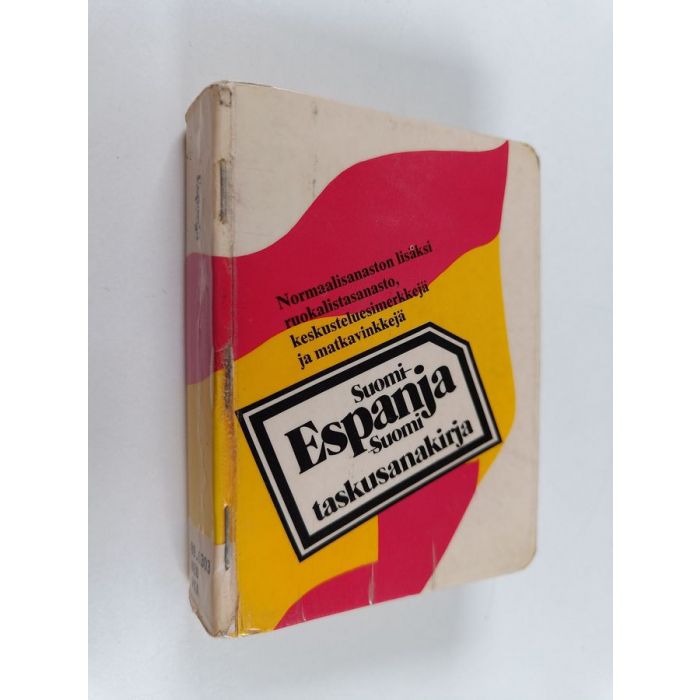 Normaalisanaston lisäksi
ruokalistasanasto,
keskusteluesimerkkejä
ja matkavinkkejä
Suomi-
Espanja
-Suomi
taskusanakirja